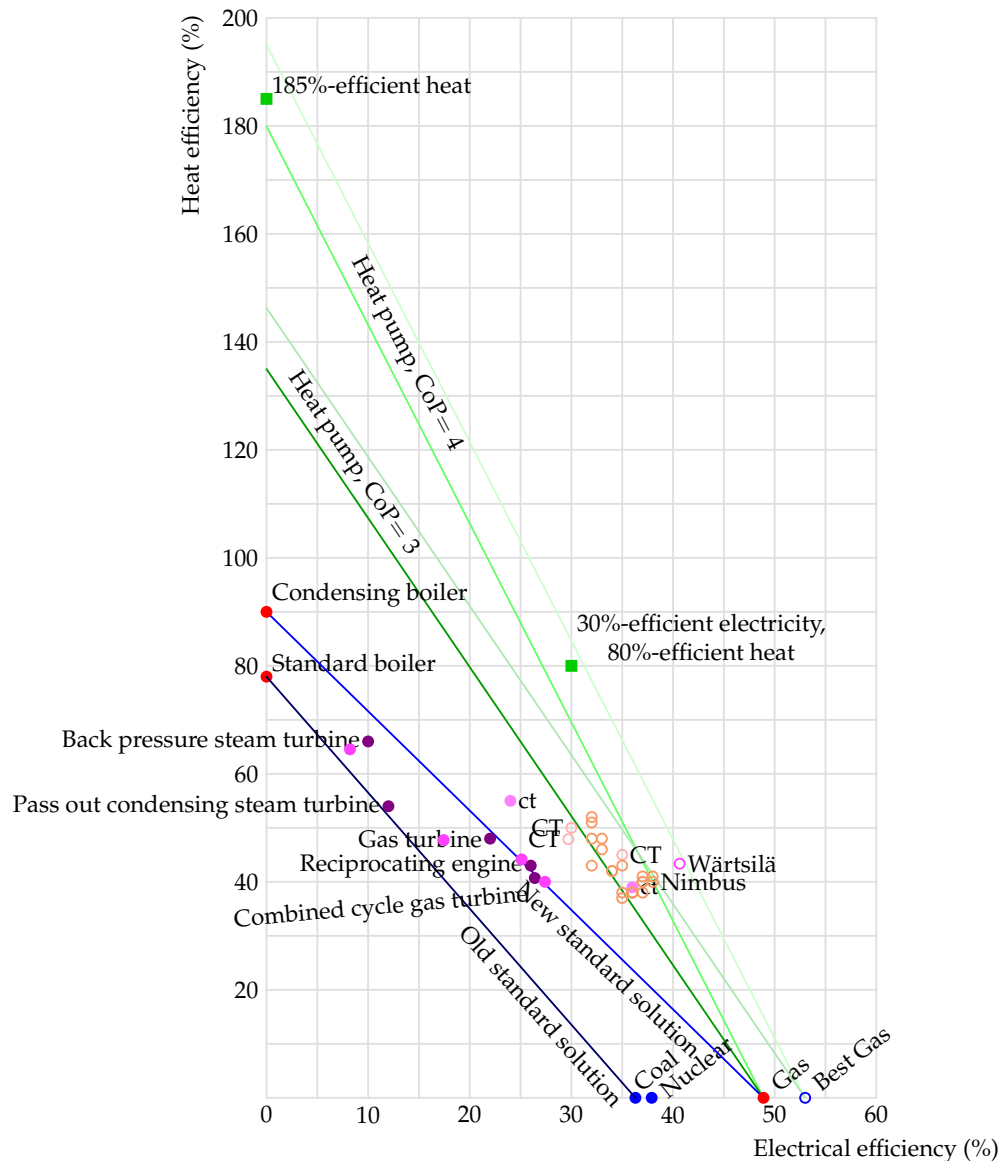 200
Heat efficiency (%)
185%-efficient heat
180
160
Heat pump, CoP= 4
140
Heat pump, CoP= 3
120
100
Condensing boiler
30%-efficient electricity,
80%-efficient heat
80
Standard boiler
Back pressure steam turbine
60
Pass out condensing steam turbine
ct
CT
CT
Gas turbine
CT
Wärtsilä
Reciprocating engine
40
ct
Nimbus
Combined cycle gas turbine
New standard solution
Old standard solution
20
Coal
Nuclear
Gas
Best Gas
0
10
20
30
40
50
60
Electrical efficiency (%)